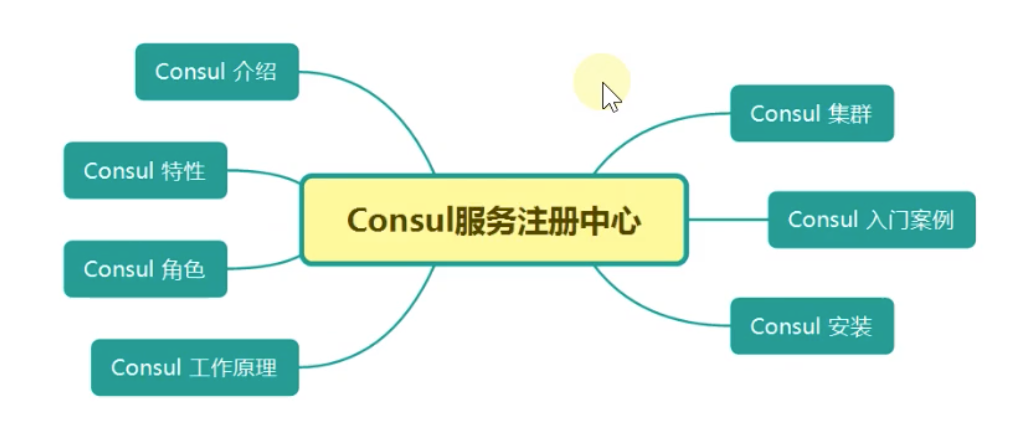 Consul 介绍
Consul 特性
Consul 角色
Consul 工作原理
Consul服务注册中心
Consul 集群
Consul 入门案例
Consul 安装